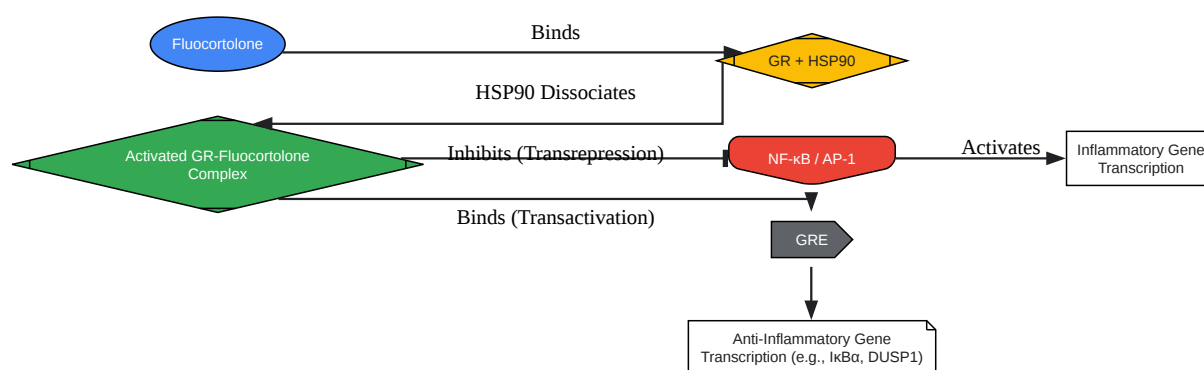 Binds
Fluocortolone
GR + HSP90
HSP90 Dissociates
Activated GR-Fluocortolone
Complex
Inhibits (Transrepression)
NF-κB / AP-1
Activates
Inflammatory Gene
Transcription
Binds (Transactivation)
GRE
Anti-Inflammatory Gene
Transcription (e.g., IκBα, DUSP1)